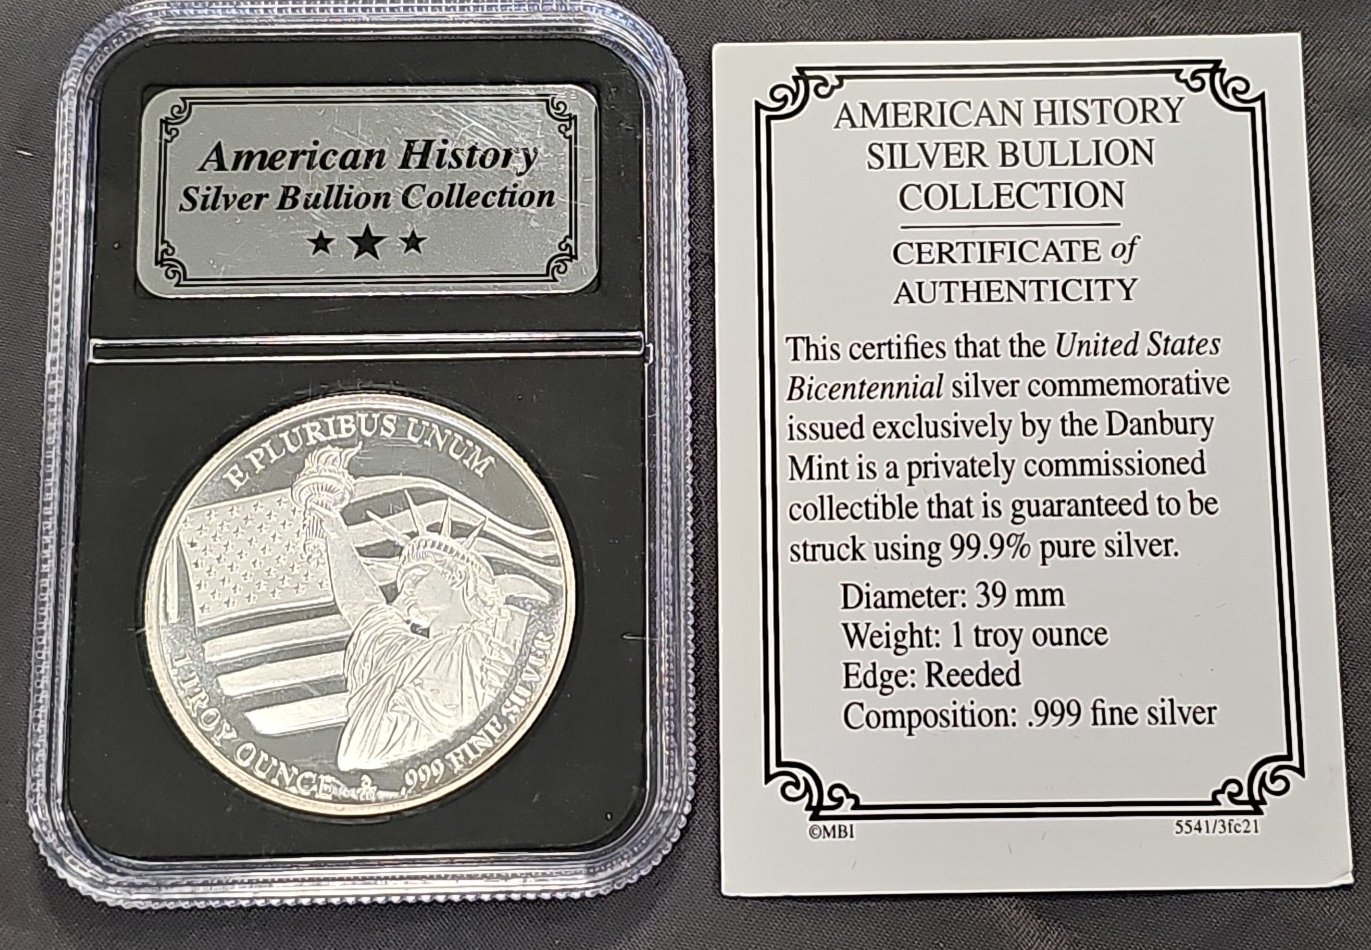 American History
Silver Bullion Collection
E PLURIBUS UNUM
1 TROY OUNCE
.999 FINE SILVER
AMERICAN HISTORY
SILVER BULLION
COLLECTION
CERTIFICATE of
AUTHENTICITY
This certifies that the United States
Bicentennial silver commemorative
issued exclusively by the Danbury
Mint is a privately commissioned
collectible that is guaranteed to be
struck using 99.9% pure silver.
Diameter: 39 mm
Weight: 1 troy ounce
Edge: Reeded
Composition: .999 fine silver
©MBI
5541/3fc21